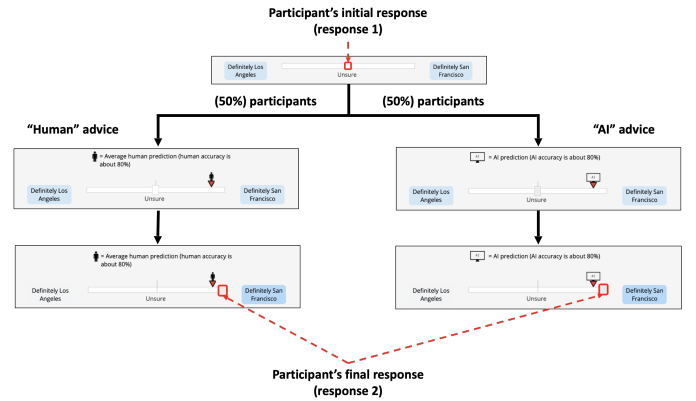 Participant's initial response
(response 1)
Definitely Los
Angeles
Unsure
Definitely San
Francisco
(50%) participants
(50%) participants
"Human" advice
"AI" advice
= Average human prediction (human accuracy is
about 80%)
Definitely Los
Angeles
Unsure
Definitely San
Francisco
AI
= AI prediction (AI accuracy is about 80%)
AI
Definitely Los
Angeles
Unsure
Definitely San
Francisco
= Average human prediction (human accuracy is
about 80%)
Definitely Los
Angeles
Unsure
Definitely San
Francisco
AI
= AI prediction (AI accuracy is about 80%)
AI
Definitely Los
Angeles
Unsure
Definitely San
Francisco
Participant's final response
(response 2)